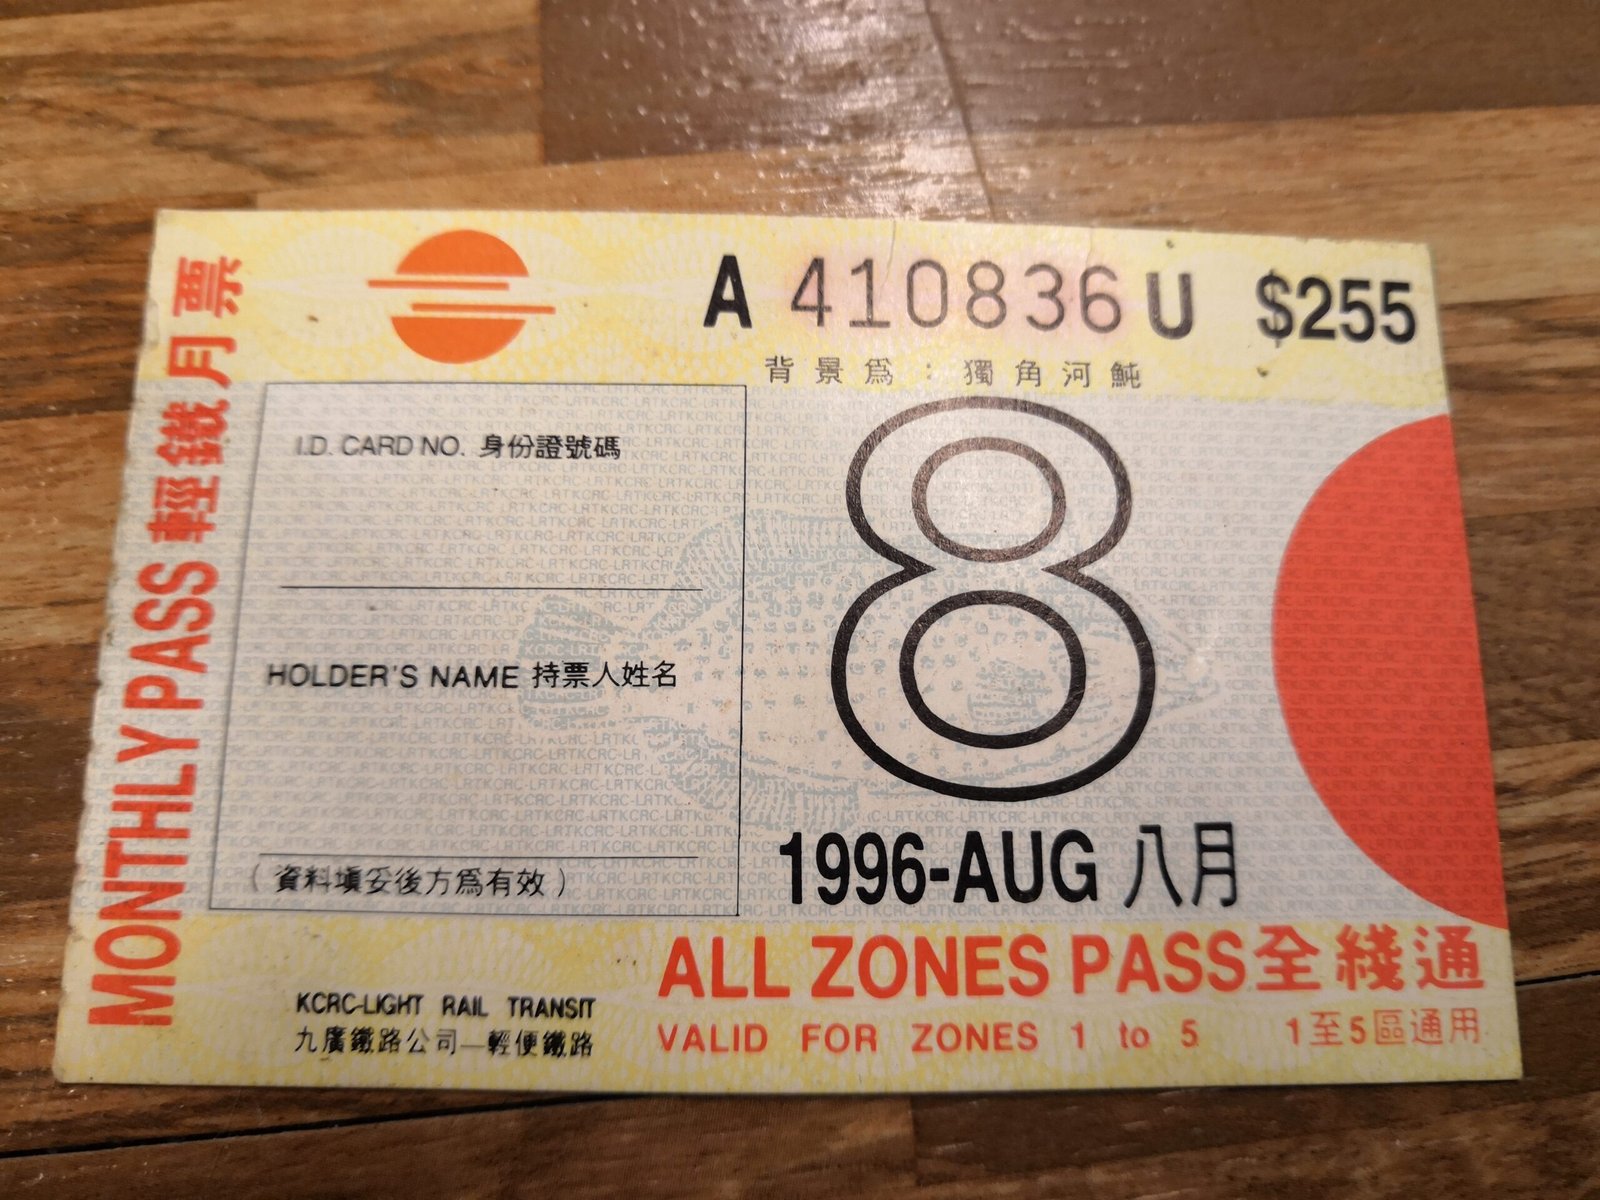 MONTHLY PASS 輕鐵月票
A 410836 U $255
背景爲：獨角河魨
I.D. CARD NO. 身份證號碼
HOLDER'S NAME 持票人姓名
(資料填妥後方爲有效)
8
1996-AUG 八月
ALL ZONES PASS 全綫通
VALID FOR ZONES 1 to 5 1至5區通用
KCRC-LIGHT RAIL TRANSIT
九廣鐵路公司—輕便鐵路